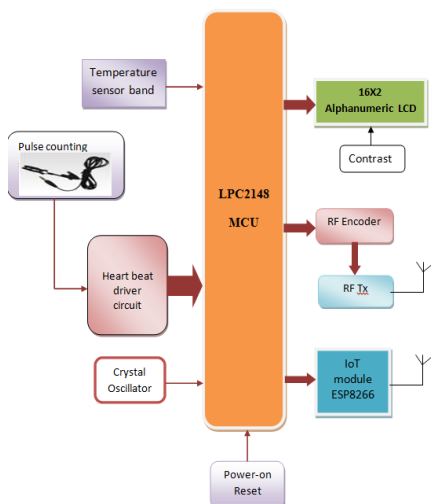 Temperature
sensor band
Pulse counting
Heart beat
driver
circuit
Crystal
Oscillator
LPC2148
MCU
Power-on
Reset
16X2
Alphanumeric LCD
Contrast
RF Encoder
RF Tx
IoT
module
ESP8266